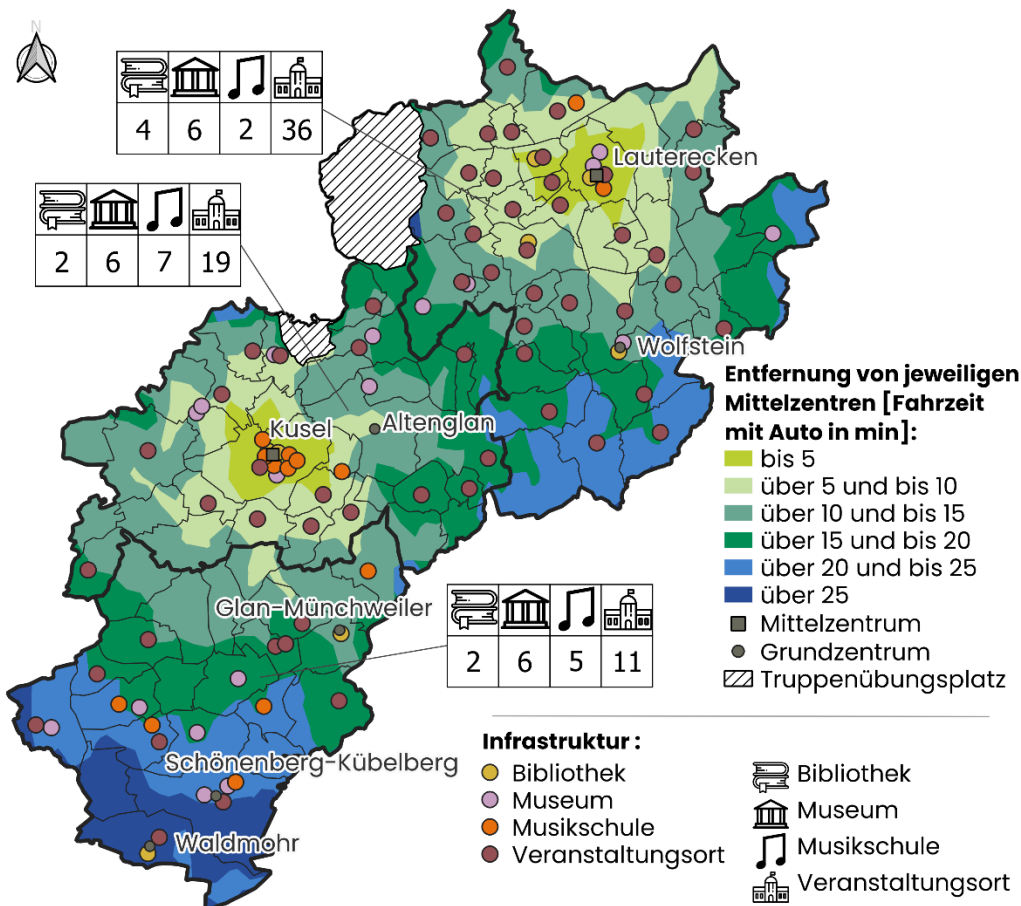 N
4 6 2 36
Lauterecken
2 6 7 19
Wolfstein
Altenglan
Kusel
Glan-Münchweiler
2 6 5 11
Schönenberg-Kübelberg
Waldmohr
Entfernung von jeweiligen
Mittelzentren [Fahrzeit
mit Auto in min]:
bis 5
über 5 und bis 10
über 10 und bis 15
über 15 und bis 20
über 20 und bis 25
über 25
Mittelzentrum
Grundzentrum
Truppenübungsplatz
Infrastruktur :
Bibliothek
Museum
Musikschule
Veranstaltungsort
Bibliothek
Museum
Musikschule
Veranstaltungsort